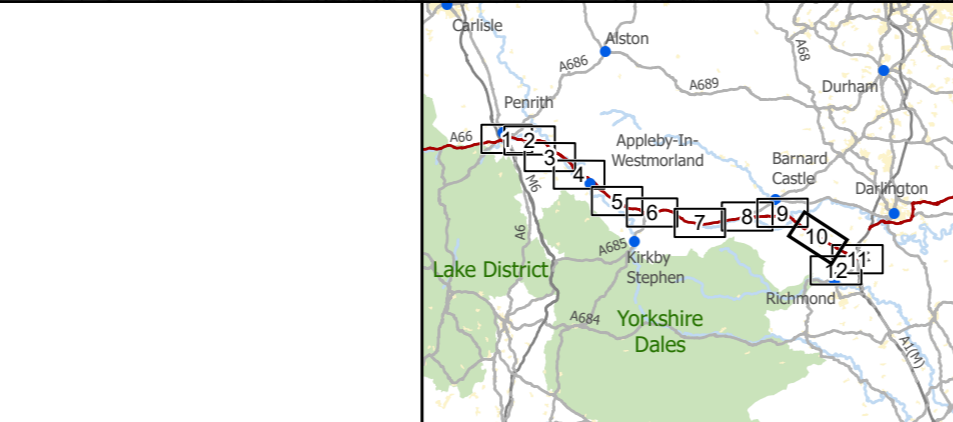 Carlisle
Alston
A68
A686
A689
Durham
Penrith
A66
1
2
3
4
Appleby-In-
Westmorland
Barnard
Castle
Darlington
M6
5
6
7
8
9
10
11
12
A6
A685
Kirkby
Stephen
Lake District
Richmond
A684
Yorkshire
Dales
A1(M)